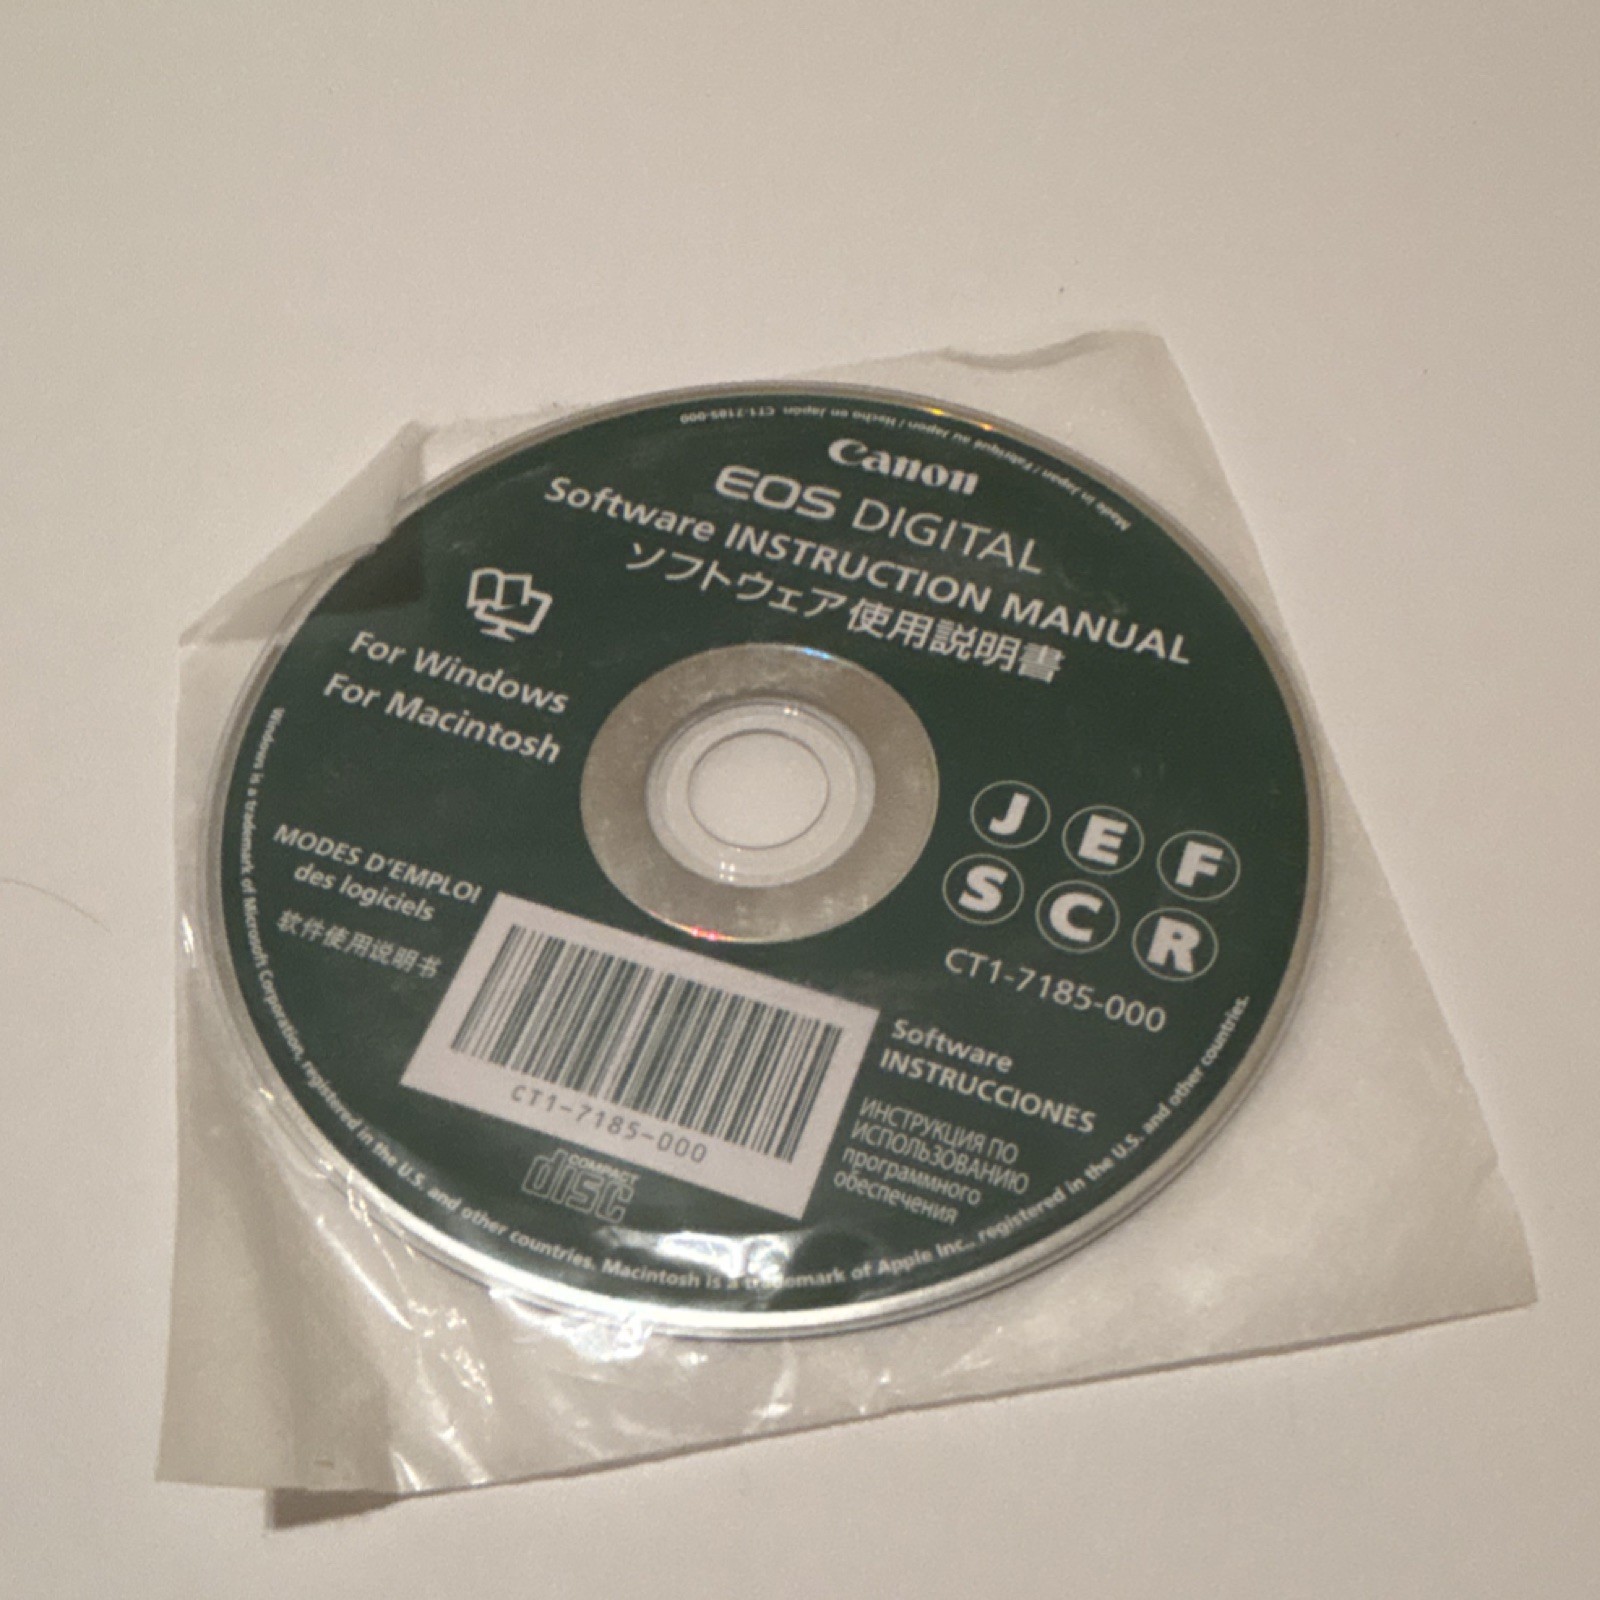 Made in Japan / Fabriqué au Japon / Hecho en Japón CT1-7185-000
Canon
EOS DIGITAL
Software INSTRUCTION MANUAL
ソフトウェア使用説明書
For Windows
For Macintosh
J E F
S C R
CT1-7185-000
MODES D'EMPLOI
des logiciels
软件使用说明书
CT1-7185-000
Software
INSTRUCCIONES
ИНСТРУКЦИЯ ПО
ИСПОЛЬЗОВАНИЮ
программного
обеспечения
COMPACT
disc
Windows is a trademark of Microsoft Corporation, registered in the U.S. and other countries. Macintosh is a trademark of Apple Inc., registered in the U.S. and other countries.